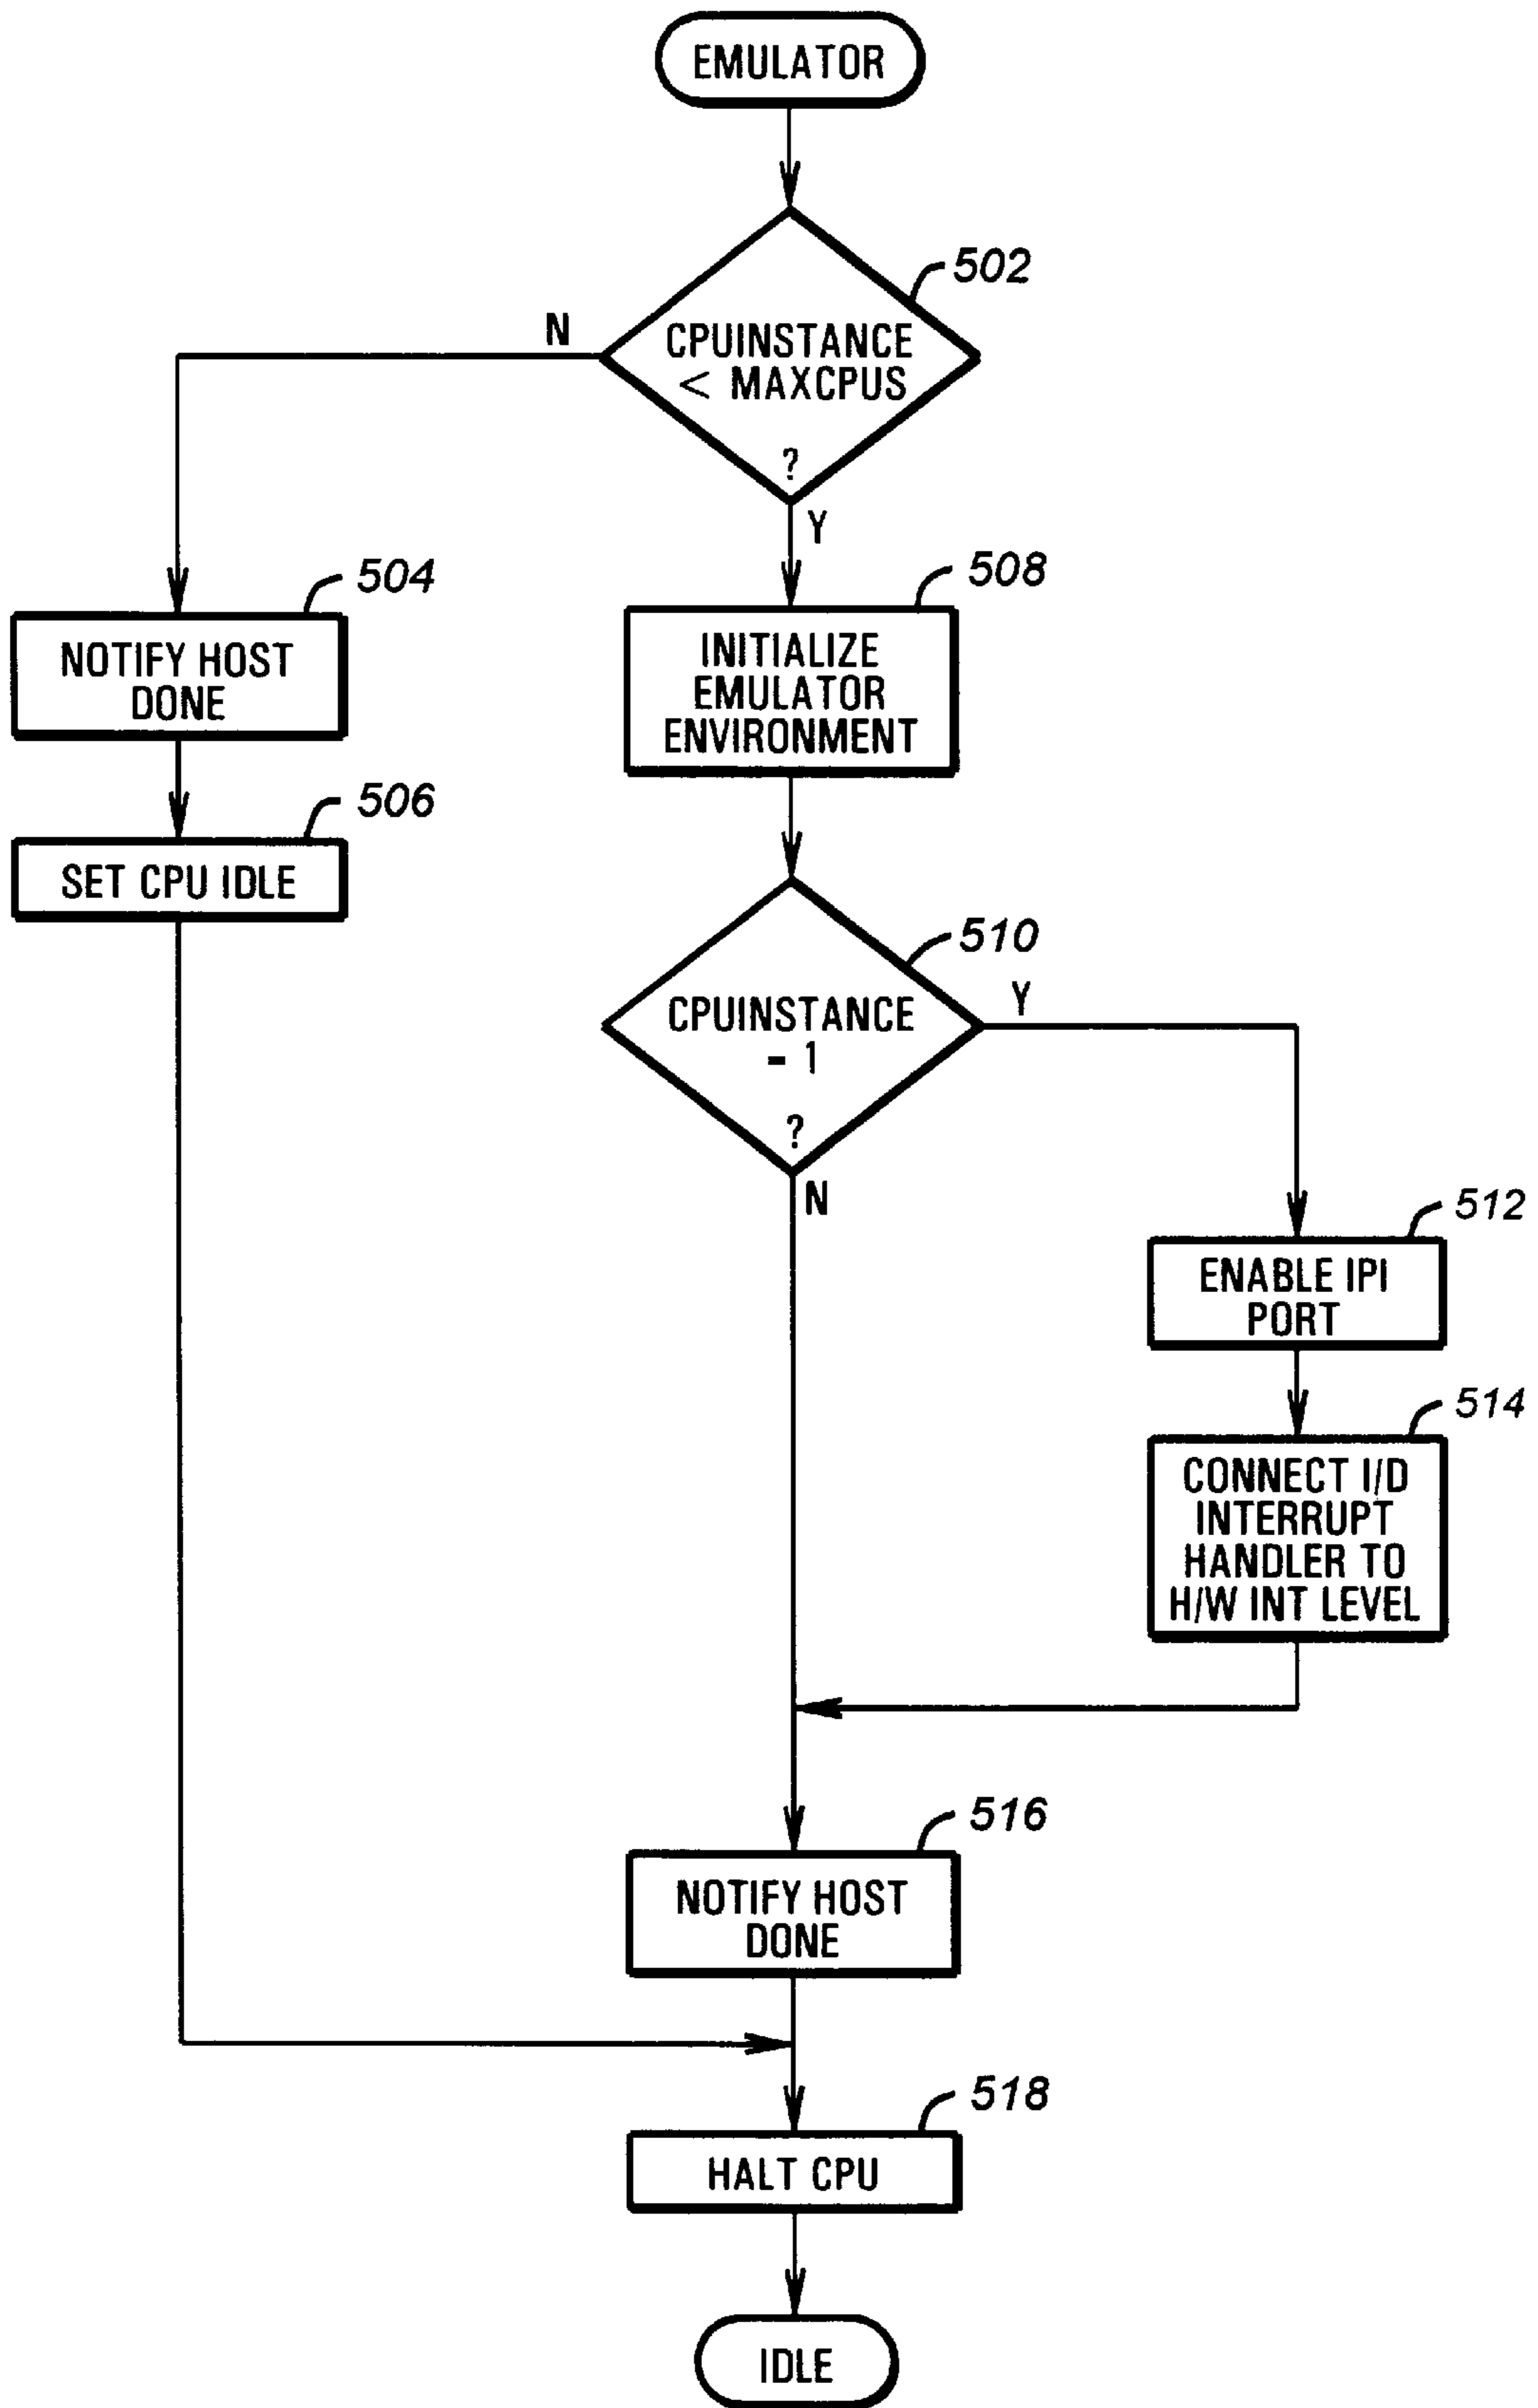 EMULATOR
502
CPUINSTANCE
< MAXCPUS
?
N
Y
504
NOTIFY HOST
DONE
506
SET CPU IDLE
508
INITIALIZE
EMULATOR
ENVIRONMENT
510
CPUINSTANCE
= 1
?
Y
N
512
ENABLE IPI
PORT
514
CONNECT I/D
INTERRUPT
HANDLER TO
H/W INT LEVEL
516
NOTIFY HOST
DONE
518
HALT CPU
IDLE